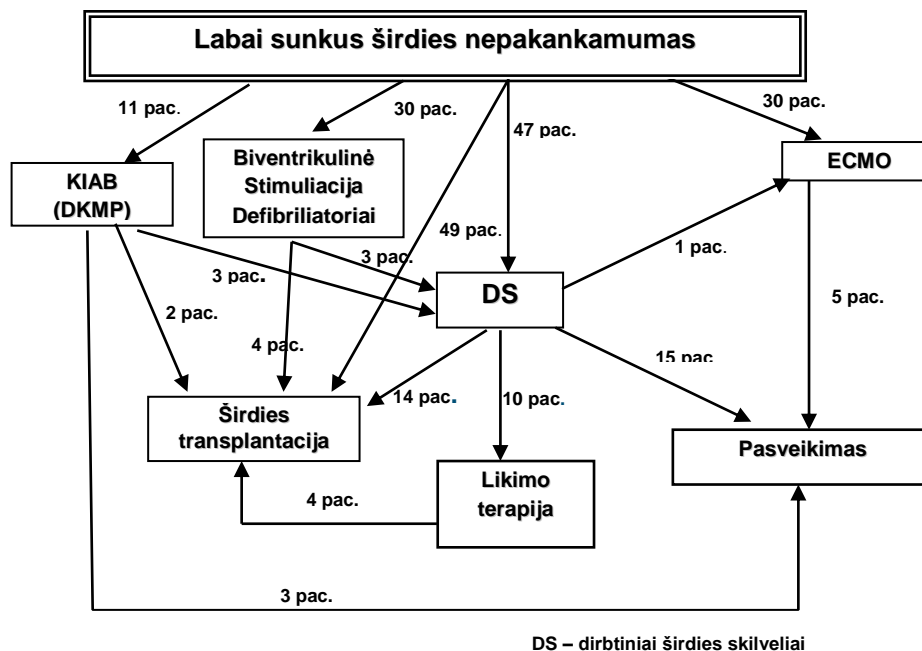 Labai sunkus širdies nepakankamumas
11 pac.
30 pac.
47 pac.
30 pac.
KIAB
(DKMP)
Biventrikulinė
Stimuliacija
Defibriliatoriai
ECMO
49 pac.
3 pac.
3 pac.
1 pac.
DS
2 pac.
5 pac.
4 pac.
15 pac
14 pac.
10 pac.
Širdies
transplantacija
Pasveikimas
Likimo
terapija
4 pac.
3 pac.
DS – dirbtiniai širdies skilveliai